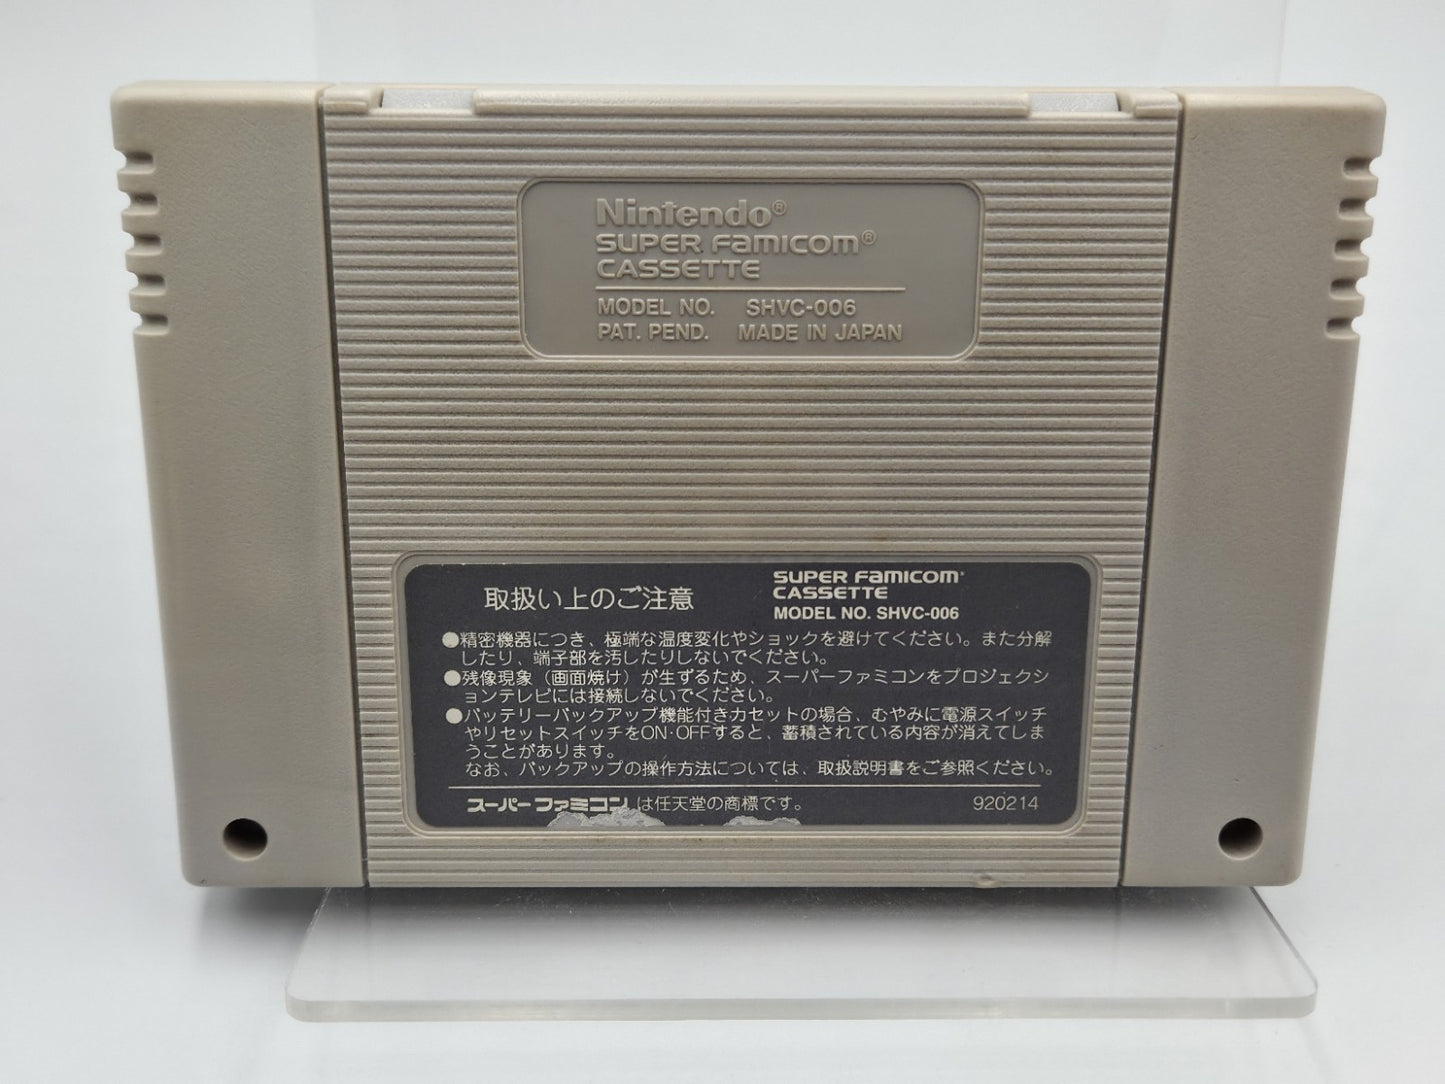 Nintendo®
SUPER FAMICOM®
CASSETTE
MODEL NO. SHVC-006
PAT. PEND. MADE IN JAPAN
取扱い上のご注意
SUPER FAMICOM
CASSETTE
MODEL NO. SHVC-006
●精密機器につき、極端な温度変化やショックを避けてください。また分解
したり、端子部を汚したりしないでください。
●残像現象（画面焼け）が生ずるため、スーパーファミコンをプロジェクシ
ョンテレビには接続しないでください。
●バッテリーバックアップ機能付きカセットの場合、むやみに電源スイッチ
やリセットスイッチをON・OFFすると、蓄積されている内容が消えてしま
うことがあります。
なお、バックアップの操作方法については、取扱説明書をご参照ください。
スーパーファミコンは任天堂の商標です。 920214